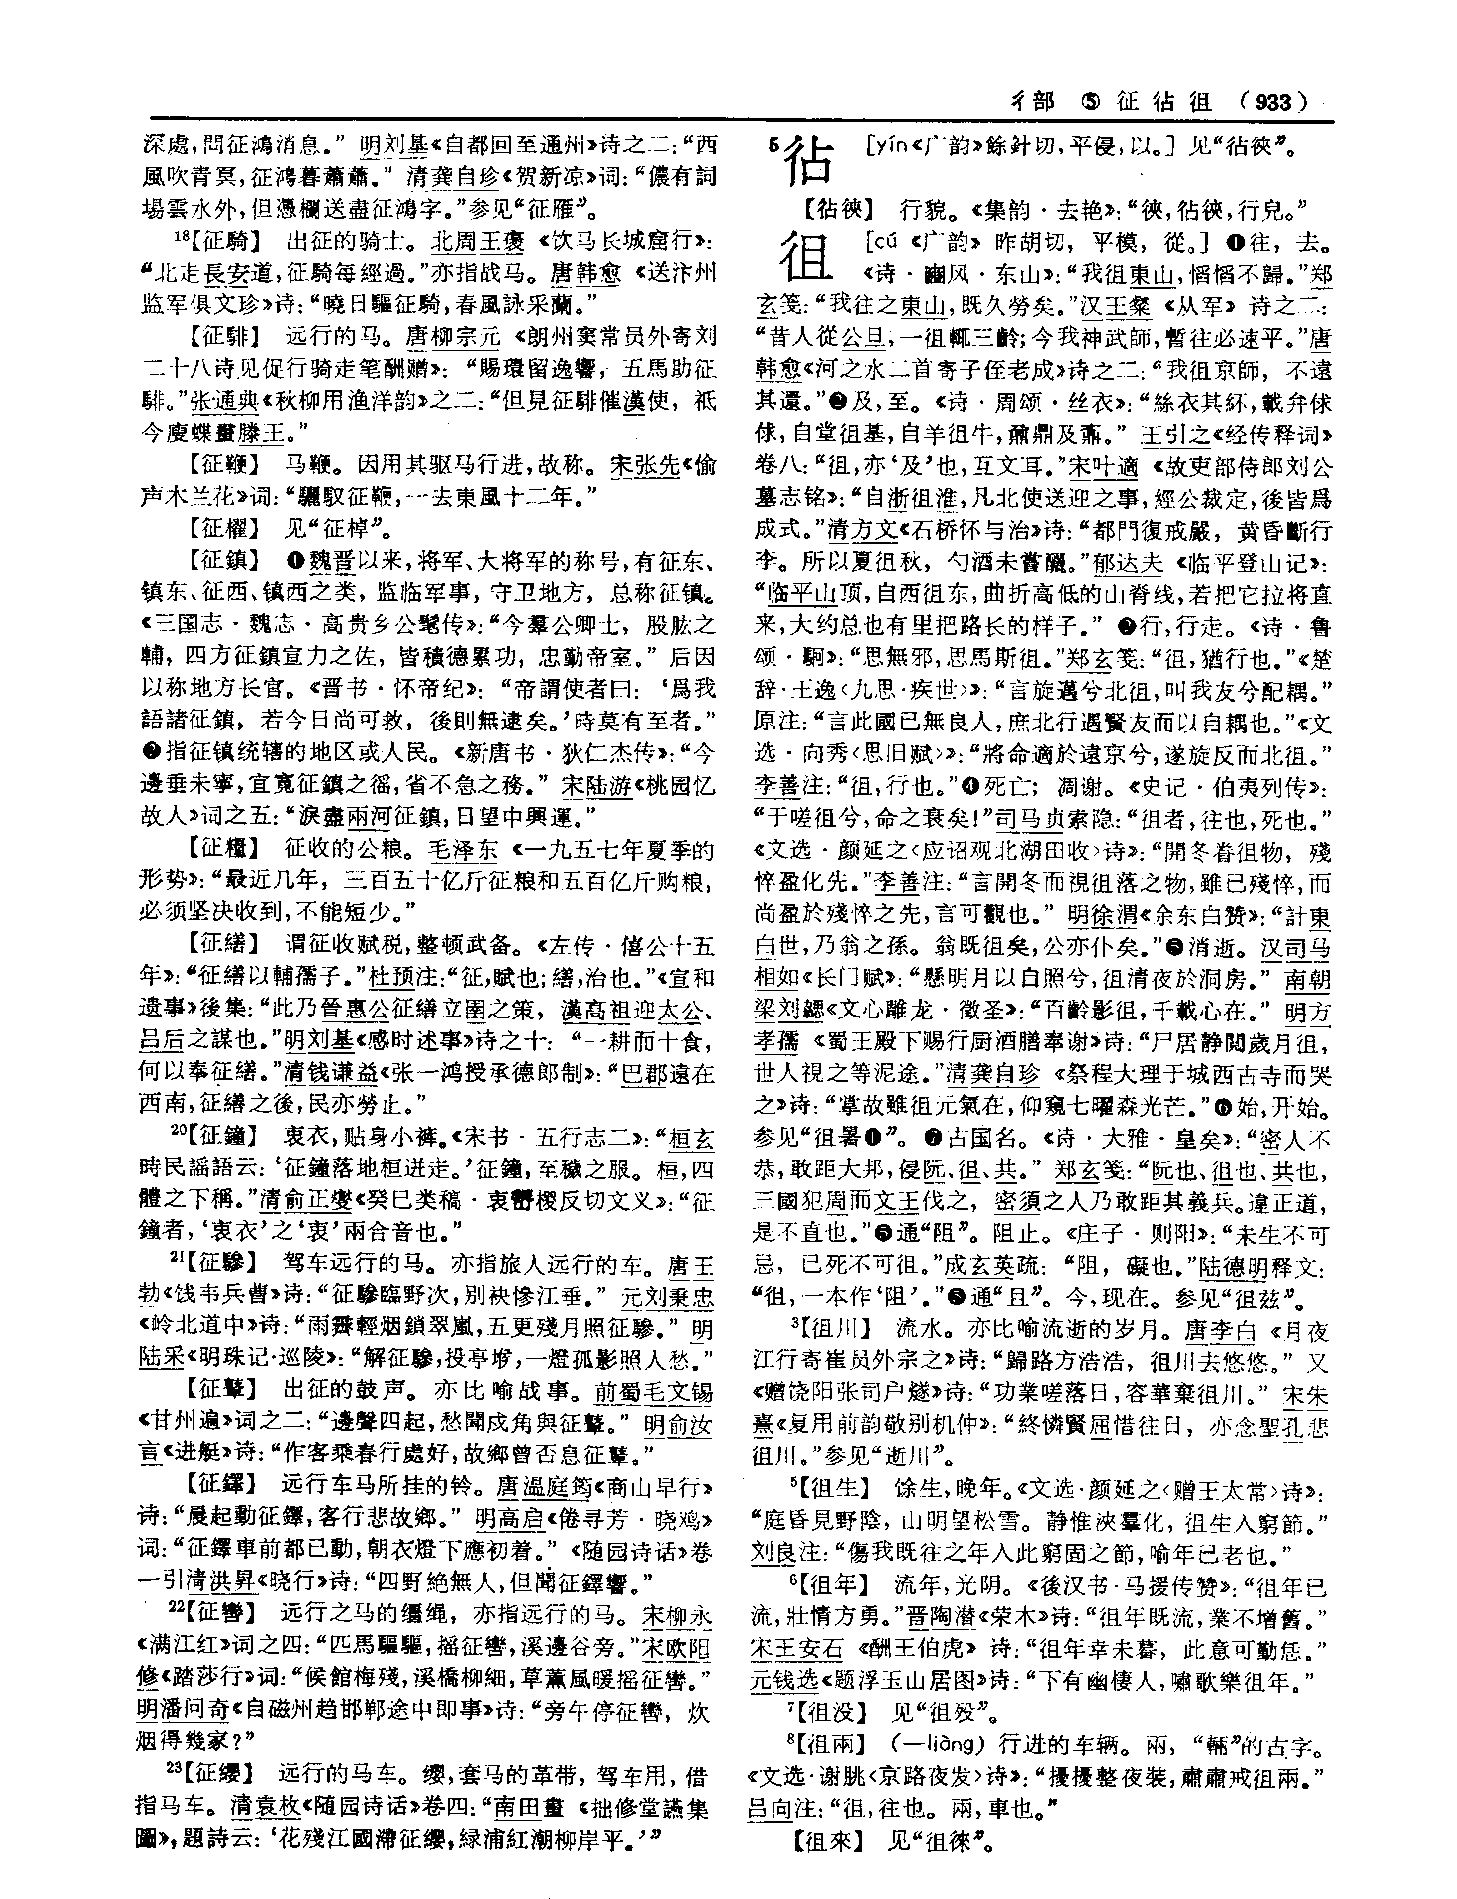 彳部 ⑤ 征 㣶 徂 （933）
深處，問征鴻消息。”明刘基《自都回至通州》诗之二：“西
風吹青冥，征鴻暮蕭蕭。”清龚自珍《贺新凉》词：“儂有詞
場雲水外，但憑欄送盡征鴻字。”参见“征雁”。
18【征騎】 出征的骑士。北周王褒《饮马长城窟行》：
“北走長安道，征騎每經過。”亦指战马。唐韩愈《送汴州
监军俱文珍》诗：“曉日驅征騎，春風詠采蘭。”
【征騑】 远行的马。唐柳宗元《朗州窦常员外寄刘
二十八诗见促行骑走笔酬赠》：“賜環留逸響，五馬助征
騑。”张通典《秋柳用渔洋韵》之二：“但見征騑催漢使，祇
今廋蝶畫滕王。”
【征鞭】 马鞭。因用其驱马行进，故称。宋张先《偷
声木兰花》词：“驪馭征鞭，一去東風十二年。”
【征櫂】 见“征棹”。
【征鎮】 ❶魏晋以来，将军、大将军的称号，有征东、
镇东、征西、镇西之类，监临军事，守卫地方，总称征镇。
《三国志·魏志·高贵乡公髦传》：“今羣公卿士，股肱之
輔，四方征鎮宣力之佐，皆積德累功，忠勤帝室。”后因
以称地方长官。《晋书·怀帝纪》：“帝謂使者曰：‘爲我
語諸征鎮，若今日尚可救，後則無逮矣。’時莫有至者。”
❷指征镇统辖的地区或人民。《新唐书·狄仁杰传》：“今
邊垂未寧，宜寬征鎮之徭，省不急之務。”宋陆游《桃园忆
故人》词之五：“淚盡兩河征鎮，日望中興運。”
【征糧】 征收的公粮。毛泽东《一九五七年夏季的
形势》：“最近几年，三百五十亿斤征粮和五百亿斤购粮，
必须坚决收到，不能短少。”
【征繕】 谓征收赋税，整顿武备。《左传·僖公十五
年》：“征繕以輔孺子。”杜预注：“征，賦也；繕，治也。”《宣和
遗事》後集：“此乃晉惠公征繕立圉之策，漢高祖迎太公、
吕后之謀也。”明刘基《感时述事》诗之十：“一耕而十食，
何以奉征繕。”清钱谦益《张一鸿授承德郎制》：“巴郡遠在
西南，征繕之後，民亦勞止。”
20【征鐘】 衷衣，贴身小裤。《宋书·五行志二》：“桓玄
時民謡語云：‘征鐘落地桓迸走。’征鐘，至穢之服。桓，四
體之下稱。”清俞正燮《癸巳类稿·衷窬椶反切文义》：“征
鐘者，‘衷衣’之‘衷’兩合音也。”
21【征驂】 驾车远行的马。亦指旅人远行的车。唐王
勃《饯韦兵曹》诗：“征驂臨野次，别袂慘江垂。”元刘秉忠
《岭北道中》诗：“雨霽輕烟鎖翠嵐，五更殘月照征驂。”明
陆采《明珠记·巡陵》：“解征驂，投亭堠，一燈孤影照人愁。”
【征鼙】 出征的鼓声。亦比喻战事。前蜀毛文锡
《甘州遍》词之二：“邊聲四起，愁聞戍角與征鼙。”明俞汝
言《进艇》诗：“作客乘春行處好，故鄉曾否息征鼙。”
【征鐸】 远行车马所挂的铃。唐温庭筠《商山早行》
诗：“晨起動征鐸，客行悲故鄉。”明高启《倦寻芳·晓鸡》
词：“征鐸車前都已動，朝衣燈下應初着。”《随园诗话》卷
一引清洪昇《晓行》诗：“四野絶無人，但聞征鐸響。”
22【征轡】 远行之马的缰绳，亦指远行的马。宋柳永
《满江红》词之四：“匹馬驅驅，摇征轡，溪邊谷旁。”宋欧阳
修《踏莎行》词：“候館梅殘，溪橋柳細，草薰風暖摇征轡。”
明潘问奇《自磁州趋邯郸途中即事》诗：“旁午停征轡，炊
烟得幾家？”
23【征纓】 远行的马车。缨，套马的革带，驾车用，借
指马车。清袁枚《随园诗话》卷四：“南田畫《拙修堂讌集
圖》，題詩云：‘花殘江國滯征纓，緑浦紅潮柳岸平。’”
5㣶 ［yín《广韵》餘針切，平侵，以。］见“㣶㣣”。
【㣶㣣】 行貌。《集韵·去艳》：“㣣，㣶㣣，行皃。”
徂 ［cú《广韵》昨胡切，平模，從。］❶往，去。
《诗·豳风·东山》：“我徂東山，慆慆不歸。”郑
玄笺：“我往之東山，既久勞矣。”汉王粲《从军》诗之二：
“昔人從公旦，一徂輒三齡；今我神武師，暫往必速平。”唐
韩愈《河之水二首寄子侄老成》诗之二：“我徂京師，不遠
其還。”❷及，至。《诗·周颂·丝衣》：“絲衣其紑，載弁俅
俅，自堂徂基，自羊徂牛，鼐鼎及鼒。”王引之《经传释词》
卷八：“徂，亦‘及’也，互文耳。”宋叶適《故吏部侍郎刘公
墓志铭》：“自浙徂淮，凡北使送迎之事，經公裁定，後皆爲
成式。”清方文《石桥怀与治》诗：“都門復戒嚴，黄昏斷行
李。所以夏徂秋，勺酒未嘗釃。”郁达夫《临平登山记》：
“临平山顶，自西徂东，曲折高低的山脊线，若把它拉将直
来，大约总也有里把路长的样子。”❸行，行走。《诗·鲁
颂·駉》：“思無邪，思馬斯徂。”郑玄笺：“徂，猶行也。”《楚
辞·王逸〈九思·疾世〉》：“言旋邁兮北徂，叫我友兮配耦。”
原注：“言此國已無良人，庶北行遇賢友而以自耦也。”《文
选·向秀〈思旧赋〉》：“將命適於遠京兮，遂旋反而北徂。”
李善注：“徂，行也。”❹死亡；凋谢。《史记·伯夷列传》：
“于嗟徂兮，命之衰矣！”司马贞索隐：“徂者，往也，死也。”
《文选·颜延之〈应诏观北湖田收〉诗》：“開冬眷徂物，殘
悴盈化先。”李善注：“言開冬而視徂落之物，雖已殘悴，而
尚盈於殘悴之先，言可觀也。”明徐渭《余东白赞》：“計東
白世，乃翁之孫。翁既徂矣，公亦仆矣。”❺消逝。汉司马
相如《长门赋》：“懸明月以自照兮，徂清夜於洞房。”南朝
梁刘勰《文心雕龙·徵圣》：“百齡影徂，千載心在。”明方
孝孺《蜀王殿下赐行厨酒膳奉谢》诗：“尸居静閲歲月徂，
世人視之等泥途。”清龚自珍《祭程大理于城西古寺而哭
之》诗：“掌故雖徂元氣在，仰窺七曜森光芒。”❻始，开始。
参见“徂暑❶”。❼古国名。《诗·大雅·皇矣》：“密人不
恭，敢距大邦，侵阮、徂、共。”郑玄笺：“阮也、徂也、共也，
三國犯周而文王伐之，密須之人乃敢距其義兵。違正道，
是不直也。”❽通“阻”。阻止。《庄子·则阳》：“未生不可
忌，已死不可徂。”成玄英疏：“阻，礙也。”陆德明释文：
“徂，一本作‘阻’。”❾通“且”。今，现在。参见“徂兹”。
3【徂川】 流水。亦比喻流逝的岁月。唐李白《月夜
江行寄崔员外宗之》诗：“歸路方浩浩，徂川去悠悠。”又
《赠饶阳张司户燧》诗：“功業嗟落日，容華棄徂川。”宋朱
熹《复用前韵敬别机仲》：“終憐賢屈惜往日，亦念聖孔悲
徂川。”参见“逝川”。
5【徂生】 馀生，晚年。《文选·颜延之〈赠王太常〉诗》：
“庭昏見野陰，山明望松雪。静惟浹羣化，徂生入窮節。”
刘良注：“傷我既往之年入此窮固之節，喻年已老也。”
6【徂年】 流年，光阴。《後汉书·马援传赞》：“徂年已
流，壯情方勇。”晋陶潜《荣木》诗：“徂年既流，業不增舊。”
宋王安石《酬王伯虎》诗：“徂年幸未暮，此意可勤恁。”
元钱选《题浮玉山居图》诗：“下有幽棲人，嘯歌樂徂年。”
7【徂没】 见“徂殁”。
8【徂兩】 （—liàng）行进的车辆。兩，“輛”的古字。
《文选·谢朓〈京路夜发〉诗》：“擾擾整夜裝，肅肅戒徂兩。”
吕向注：“徂，往也。兩，車也。”
【徂來】 见“徂徠”。